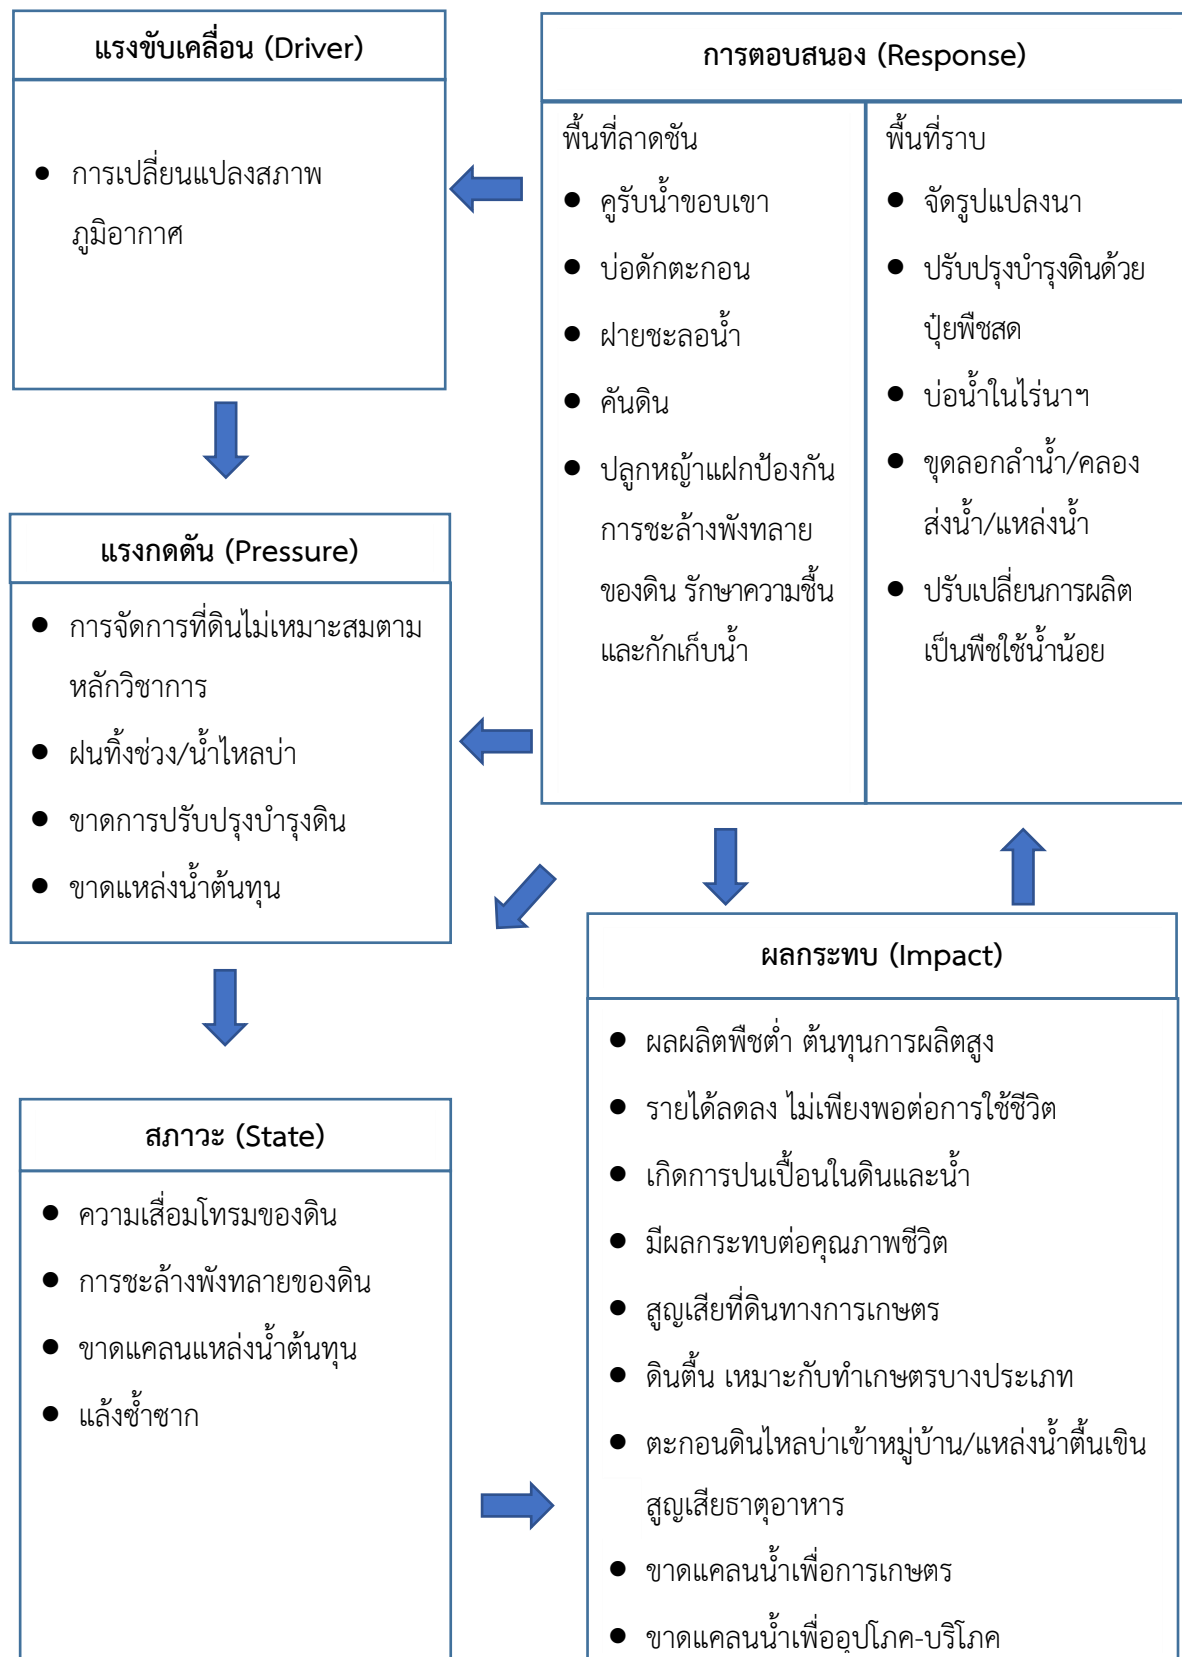 แรงขับเคลื่อน (Driver)
● การเปลี่ยนแปลงสภาพ
ภูมิอากาศ
การตอบสนอง (Response)
พื้นที่ลาดชัน
● คูรับน้ำขอบเขา
● บ่อดักตะกอน
● ฝายชะลอน้ำ
● คันดิน
● ปลูกหญ้าแฝกป้องกัน
การชะล้างพังทลาย
ของดิน รักษาความชื้น
และกักเก็บน้ำ
พื้นที่ราบ
● จัดรูปแปลงนา
● ปรับปรุงบำรุงดินด้วย
ปุ๋ยพืชสด
● บ่อน้ำในไร่นาฯ
● ขุดลอกลำน้ำ/คลอง
ส่งน้ำ/แหล่งน้ำ
● ปรับเปลี่ยนการผลิต
เป็นพืชใช้น้ำน้อย
แรงกดดัน (Pressure)
● การจัดการที่ดินไม่เหมาะสมตาม
หลักวิชาการ
● ฝนทิ้งช่วง/น้ำไหลบ่า
● ขาดการปรับปรุงบำรุงดิน
● ขาดแหล่งน้ำต้นทุน
สภาวะ (State)
● ความเสื่อมโทรมของดิน
● การชะล้างพังทลายของดิน
● ขาดแคลนแหล่งน้ำต้นทุน
● แล้งซ้ำซาก
ผลกระทบ (Impact)
● ผลผลิตพืชต่ำ ต้นทุนการผลิตสูง
● รายได้ลดลง ไม่เพียงพอต่อการใช้ชีวิต
● เกิดการปนเปื้อนในดินและน้ำ
● มีผลกระทบต่อคุณภาพชีวิต
● สูญเสียที่ดินทางการเกษตร
● ดินตื้น เหมาะกับทำเกษตรบางประเภท
● ตะกอนดินไหลบ่าเข้าหมู่บ้าน/แหล่งน้ำตื้นเขิน
สูญเสียธาตุอาหาร
● ขาดแคลนน้ำเพื่อการเกษตร
● ขาดแคลนน้ำเพื่ออุปโภค-บริโภค